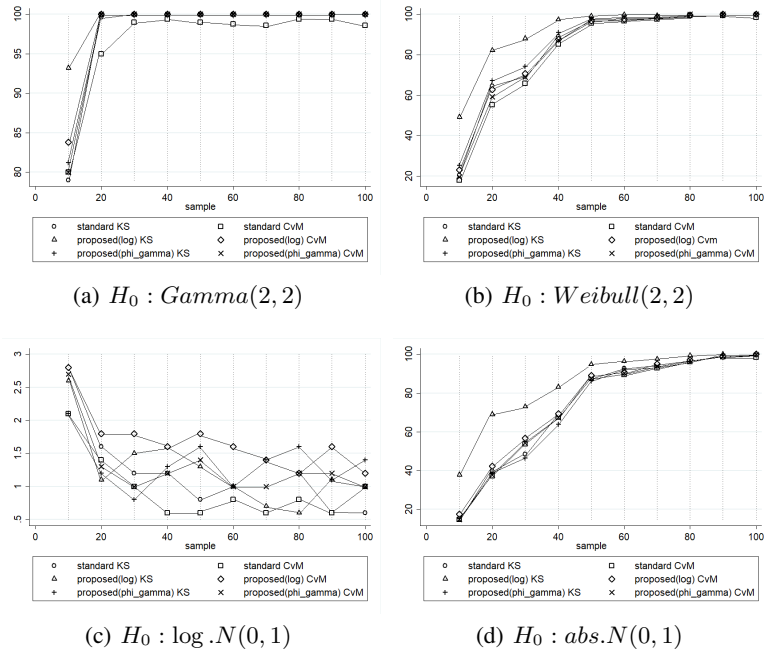 100
95
90
85
80
0 20 40 60 80 100
sample
standard KS standard CvM
proposed(log) KS proposed(log) CvM
proposed(phi_gamma) KS proposed(phi_gamma) CvM
(a) H₀ : Gamma(2, 2)
100
80
60
40
20
0 20 40 60 80 100
sample
standard KS standard CvM
proposed(log) KS proposed(log) Cvm
proposed(phi_gamma) KS proposed(phi_gamma) CvM
(b) H₀ : Weibull(2, 2)
3
2.5
2
1.5
1
.5
0 20 40 60 80 100
sample
standard KS standard CvM
proposed(log) KS proposed(log) CvM
proposed(phi_gamma) KS proposed(phi_gamma) CvM
(c) H₀ : log .N(0, 1)
100
80
60
40
20
0 20 40 60 80 100
sample
standard KS standard CvM
proposed(log) KS proposed(log) CvM
proposed(phi_gamma) KS proposed(phi_gamma) CvM
(d) H₀ : abs.N(0, 1)